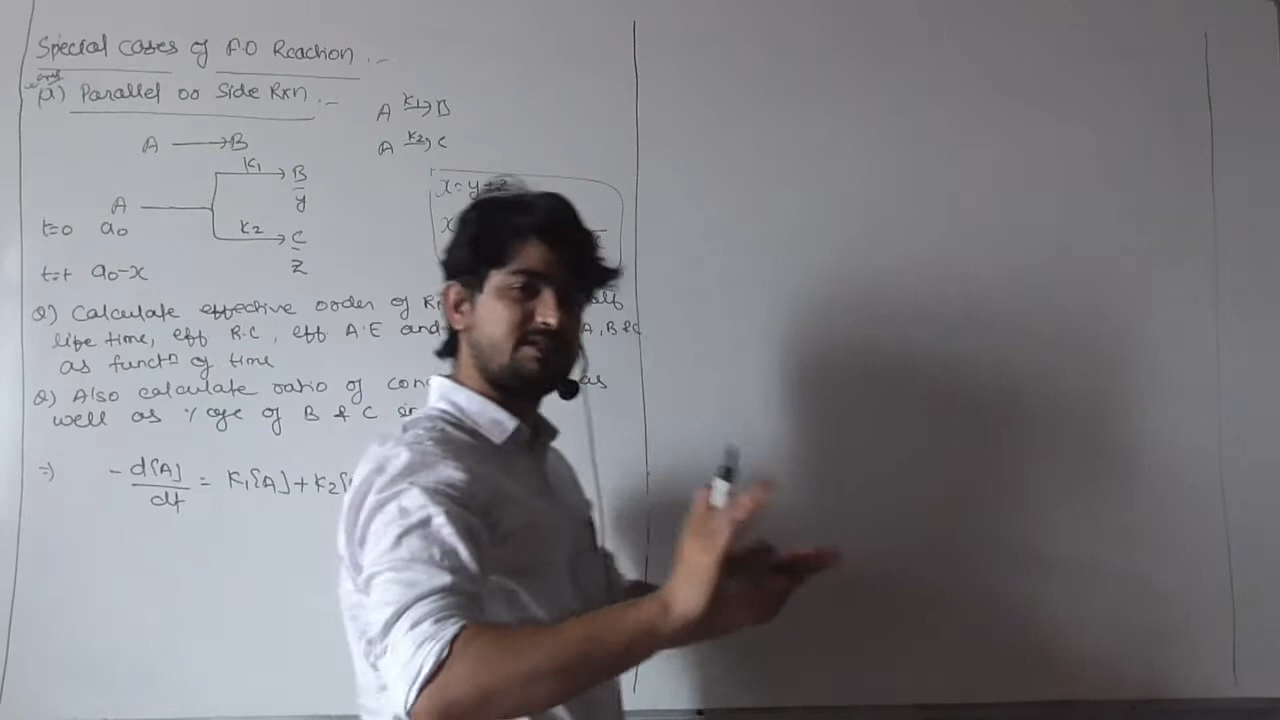 Special Cases of F.O Reaction :-
a) Parallel or Side Rxn :-
A K1→ B
A K2→ C
A → B
A K1→ B y
K2→ C z
t=0 a0
t=t a0-x
x = y+z
x
Q) Calculate effective order of
life time, eff R.C, eff A.E and A, B & C
as functn of time
Q) Also calculate ratio of as
well as % age of B & C
=) -d[A]/dt = K1[A] + K2[